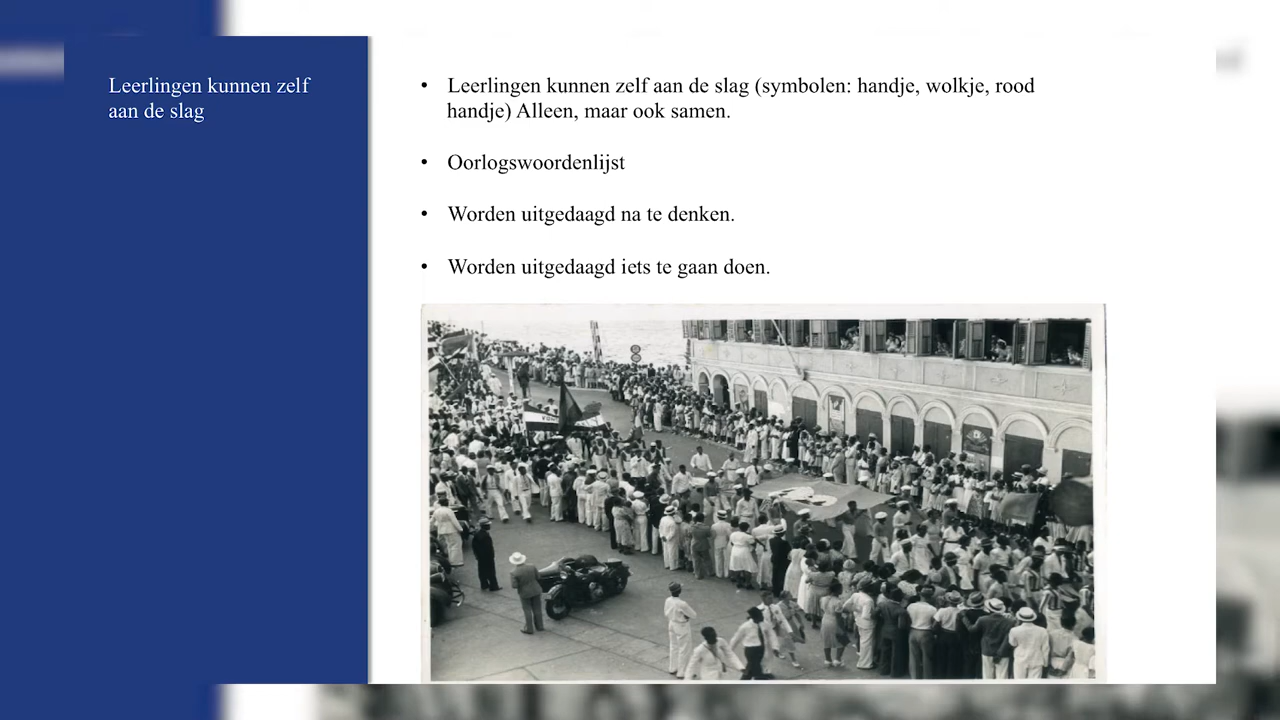 Leerlingen kunnen zelf
aan de slag
• Leerlingen kunnen zelf aan de slag (symbolen: handje, wolkje, rood
handje) Alleen, maar ook samen.
• Oorlogswoordenlijst
• Worden uitgedaagd na te denken.
• Worden uitgedaagd iets te gaan doen.